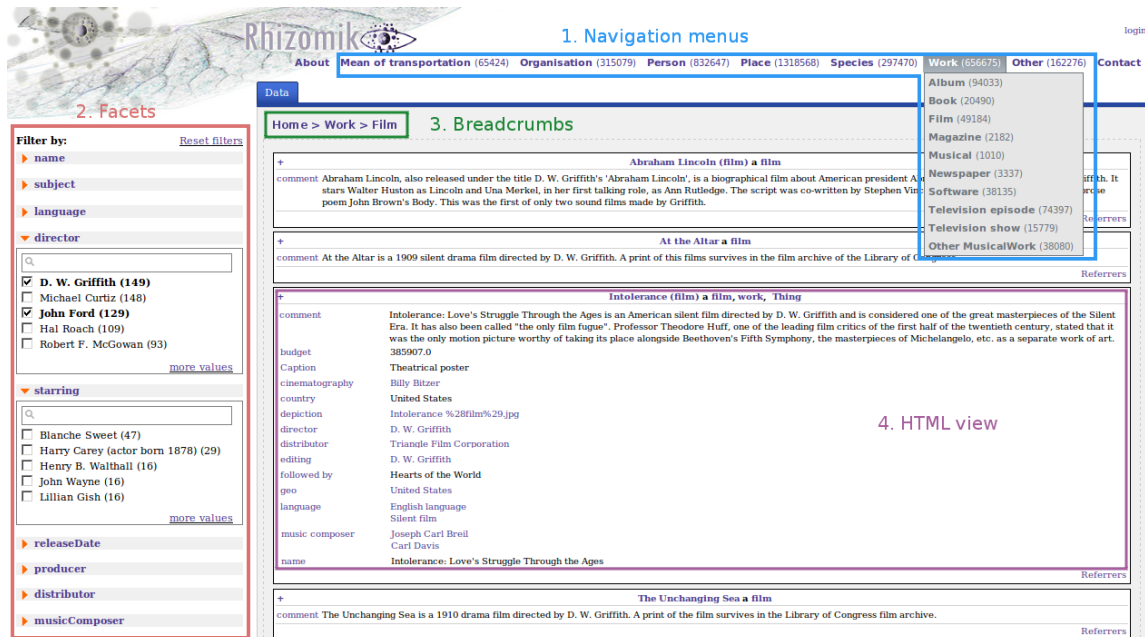 Rhizomik
1. Navigation menus
login
About Mean of transportation (65424) Organisation (315079) Person (832647) Place (1318568) Species (297470) Work (656675) Other (162276) Contact
Album (94033)
Book (20490)
Film (49184)
Magazine (2182)
Musical (1010)
Newspaper (3337)
Software (38135)
Television episode (74397)
Television show (15779)
Other MusicalWork (38080)
Data
2. Facets
Home > Work > Film
3. Breadcrumbs
Filter by: Reset filters
name
subject
language
director
D. W. Griffith (149)
Michael Curtiz (148)
John Ford (129)
Hal Roach (109)
Robert F. McGowan (93)
more values
starring
Blanche Sweet (47)
Harry Carey (actor born 1878) (29)
Henry B. Walthall (16)
John Wayne (16)
Lillian Gish (16)
more values
releaseDate
producer
distributor
musicComposer
+ Abraham Lincoln (film) a film
comment Abraham Lincoln, also released under the title D. W. Griffith's 'Abraham Lincoln', is a biographical film about American president
iffith. It
stars Walter Huston as Lincoln and Una Merkel, in her first talking role, as Ann Rutledge. The script was co-written by Stephen
prose
poem John Brown's Body. This was the first of only two sound films made by Griffith.
Referrers
+ At the Altar a film
comment At the Altar is a 1909 silent drama film directed by D. W. Griffith. A print of this films survives in the film archive of the Library of Congress.
Referrers
+ Intolerance (film) a film, work, Thing
comment Intolerance: Love's Struggle Through the Ages is an American silent film directed by D. W. Griffith and is considered one of the great masterpieces of the Silent
Era. It has also been called "the only film fugue". Professor Theodore Huff, one of the leading film critics of the first half of the twentieth century, stated that it
was the only motion picture worthy of taking its place alongside Beethoven's Fifth Symphony, the masterpieces of Michelangelo, etc. as a separate work of art.
budget 385907.0
Caption Theatrical poster
cinematography Billy Bitzer
country United States
depiction Intolerance %28film%29.jpg
director D. W. Griffith
4. HTML view
distributor Triangle Film Corporation
editing D. W. Griffith
followed by Hearts of the World
geo United States
language English language
Silent film
music composer Joseph Carl Breil
Carl Davis
name Intolerance: Love's Struggle Through the Ages
Referrers
+ The Unchanging Sea a film
comment The Unchanging Sea is a 1910 drama film directed by D. W. Griffith. A print of the film survives in the Library of Congress film archive.
Referrers